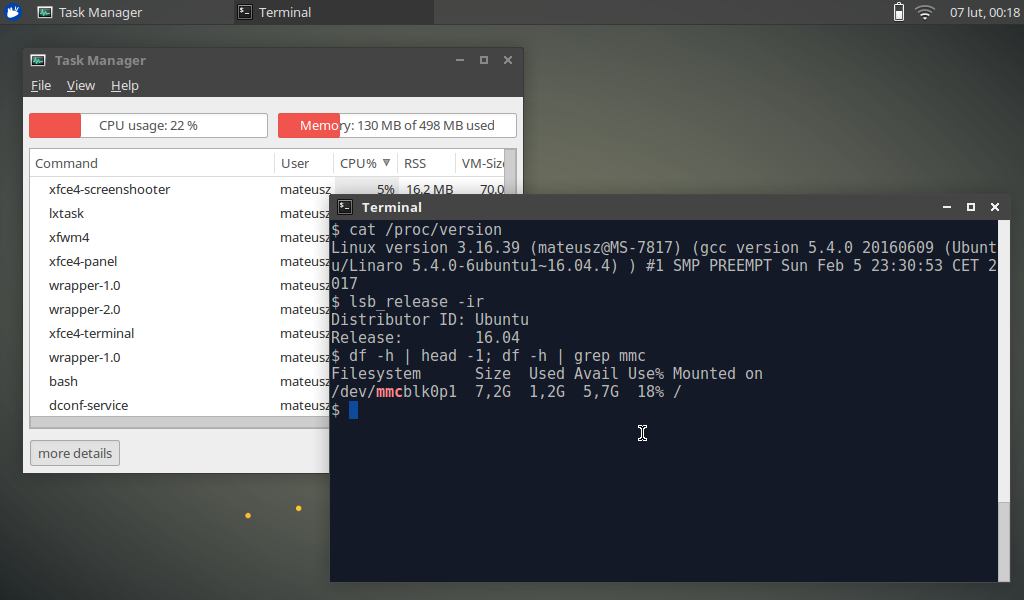 Task Manager
Terminal
07 lut, 00:18
Task Manager
File View Help
CPU usage: 22 %
Memory: 130 MB of 498 MB used
Command User CPU% RSS VM-Size
xfce4-screenshooter mateusz 5% 16.2 MB 70.0
lxtask mateusz
xfwm4 mateusz
xfce4-panel mateusz
wrapper-1.0 mateusz
wrapper-2.0 mateusz
xfce4-terminal mateusz
wrapper-1.0 mateusz
bash mateusz
dconf-service mateusz
more details
Terminal
$ cat /proc/version
Linux version 3.16.39 (mateusz@MS-7817) (gcc version 5.4.0 20160609 (Ubunt
u/Linaro 5.4.0-6ubuntu1~16.04.4) ) #1 SMP PREEMPT Sun Feb 5 23:30:53 CET 2
017
$ lsb_release -ir
Distributor ID: Ubuntu
Release:        16.04
$ df -h | head -1; df -h | grep mmc
Filesystem      Size  Used Avail Use% Mounted on
/dev/mmcblk0p1  7,2G  1,2G  5,7G  18% /
$